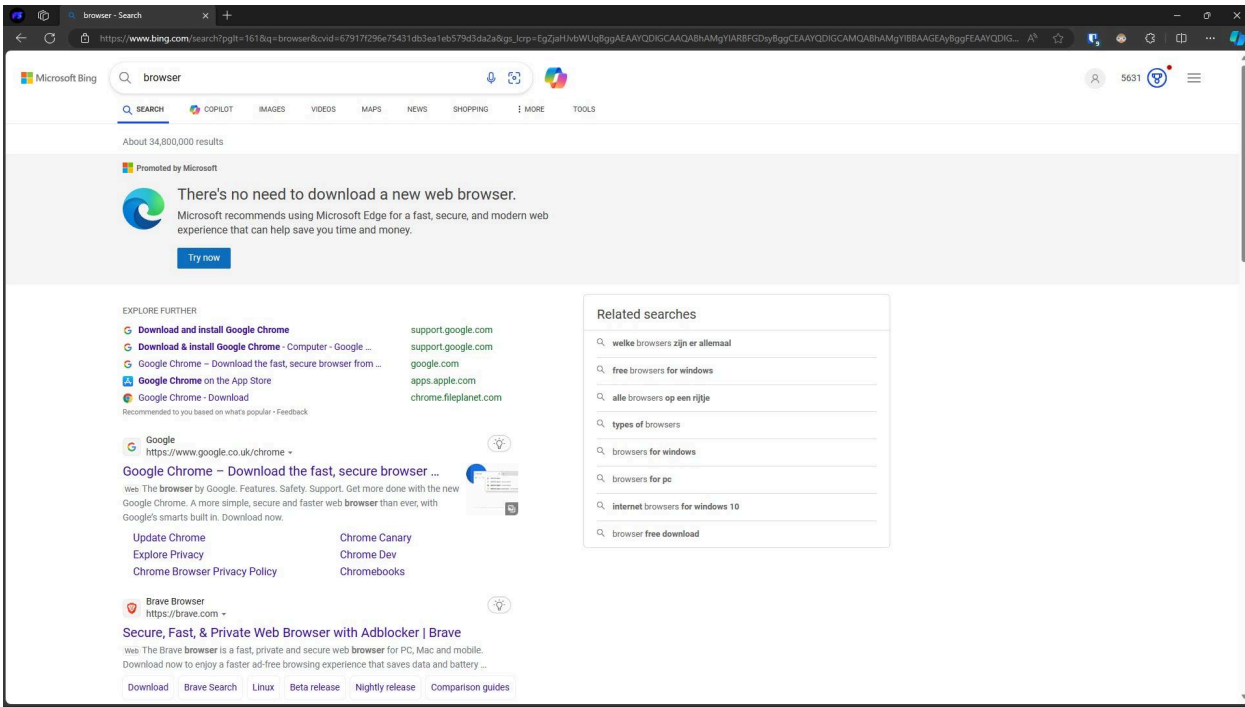 browser - Search
https://www.bing.com/search?pglt=161&q=browser&cvid=67917f296e75431db3ea1eb579d3da2a&gs_lcrp=EgZjaHJvbWUqBggAEAAYQDIGCAAQABhAMgYIARBFGDsyBggCEAAYQDIGCAMQABhAMgYIBBAAGEAyBggFEAAYQDIG...
Microsoft Bing
browser
5631
SEARCH COPILOT IMAGES VIDEOS MAPS NEWS SHOPPING MORE TOOLS
About 34,800,000 results
Promoted by Microsoft
There's no need to download a new web browser.
Microsoft recommends using Microsoft Edge for a fast, secure, and modern web
experience that can help save you time and money.
Try now
EXPLORE FURTHER
Download and install Google Chrome support.google.com
Download & install Google Chrome - Computer - Google ... support.google.com
Google Chrome – Download the fast, secure browser from ... google.com
Google Chrome on the App Store apps.apple.com
Google Chrome - Download chrome.fileplanet.com
Recommended to you based on what's popular • Feedback
Google
https://www.google.co.uk/chrome
Google Chrome – Download the fast, secure browser ...
Web The browser by Google. Features. Safety. Support. Get more done with the new
Google Chrome. A more simple, secure and faster web browser than ever, with
Google's smarts built in. Download now.
Update Chrome Chrome Canary
Explore Privacy Chrome Dev
Chrome Browser Privacy Policy Chromebooks
Brave Browser
https://brave.com
Secure, Fast, & Private Web Browser with Adblocker | Brave
Web The Brave browser is a fast, private and secure web browser for PC, Mac and mobile.
Download now to enjoy a faster ad-free browsing experience that saves data and battery ...
Download Brave Search Linux Beta release Nightly release Comparison guides
Related searches
welke browsers zijn er allemaal
free browsers for windows
alle browsers op een rijtje
types of browsers
browsers for windows
browsers for pc
internet browsers for windows 10
browser free download